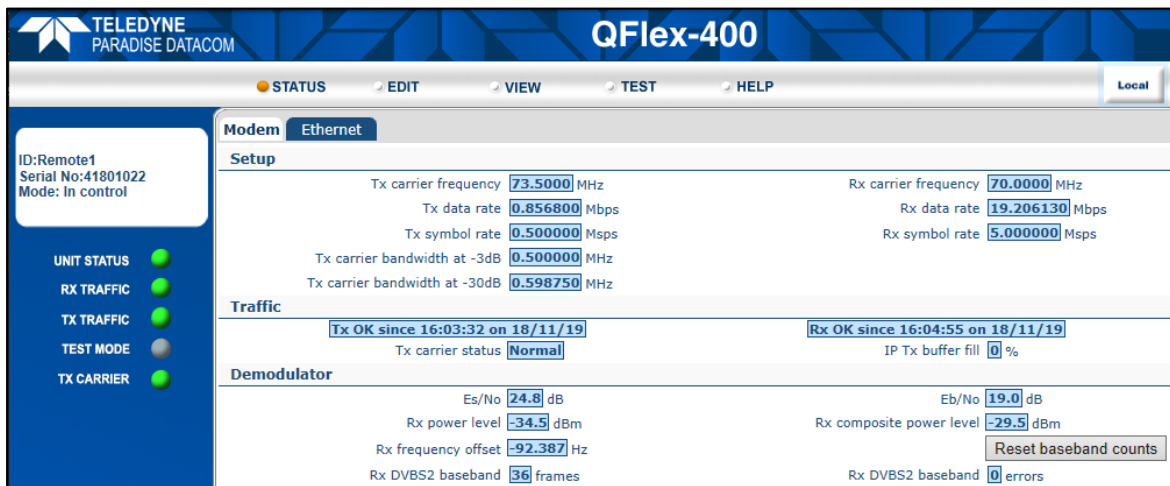 TELEDYNE
PARADISE DATACOM
QFlex-400
STATUS EDIT VIEW TEST HELP Local
Modem Ethernet
ID:Remote1
Serial No:41801022
Mode: In control
UNIT STATUS
RX TRAFFIC
TX TRAFFIC
TEST MODE
TX CARRIER
Setup
Tx carrier frequency 73.5000 MHz Rx carrier frequency 70.0000 MHz
Tx data rate 0.856800 Mbps Rx data rate 19.206130 Mbps
Tx symbol rate 0.500000 Msps Rx symbol rate 5.000000 Msps
Tx carrier bandwidth at -3dB 0.500000 MHz
Tx carrier bandwidth at -30dB 0.598750 MHz
Traffic
Tx OK since 16:03:32 on 18/11/19 Rx OK since 16:04:55 on 18/11/19
Tx carrier status Normal IP Tx buffer fill 0 %
Demodulator
Es/No 24.8 dB Eb/No 19.0 dB
Rx power level -34.5 dBm Rx composite power level -29.5 dBm
Rx frequency offset -92.387 Hz Reset baseband counts
Rx DVBS2 baseband 36 frames Rx DVBS2 baseband 0 errors